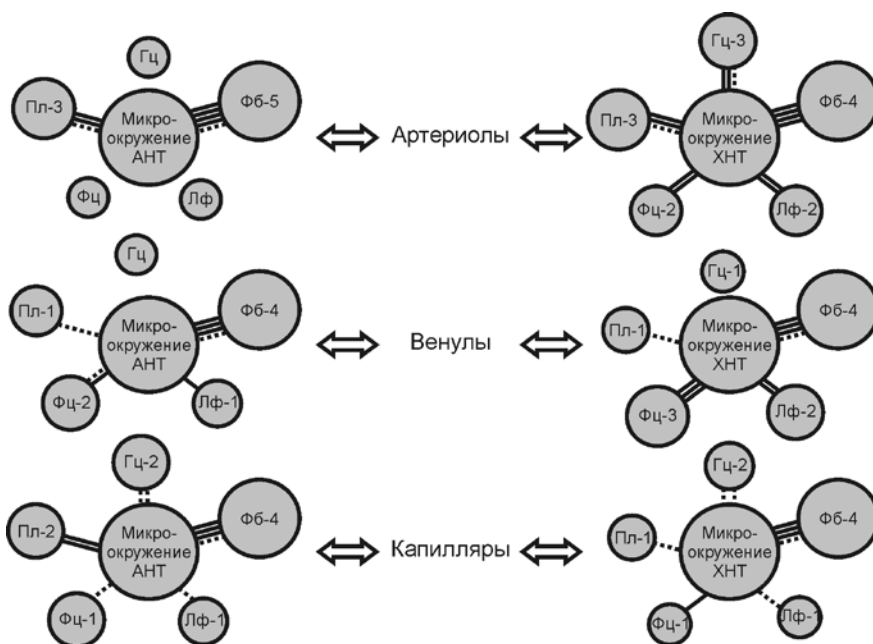 Гц
Пл-3
Микро-
окружение
АНТ
Фб-5
Фц
Лф
Артериолы
Гц-3
Пл-3
Микро-
окружение
ХНТ
Фб-4
Фц-2
Лф-2
Гц
Пл-1
Микро-
окружение
АНТ
Фб-4
Фц-2
Лф-1
Венулы
Гц-1
Пл-1
Микро-
окружение
ХНТ
Фб-4
Фц-3
Лф-2
Гц-2
Пл-2
Микро-
окружение
АНТ
Фб-4
Фц-1
Лф-1
Капилляры
Гц-2
Пл-1
Микро-
окружение
ХНТ
Фб-4
Фц-1
Лф-1